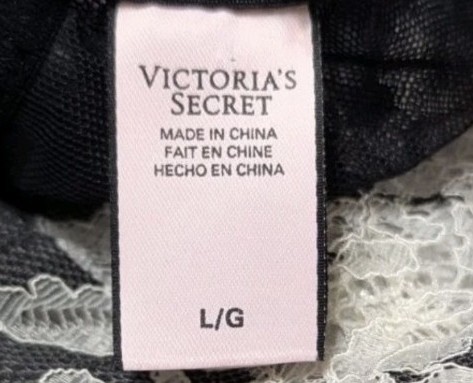 VICTORIA'S
SECRET
MADE IN CHINA
FAIT EN CHINE
HECHO EN CHINA
L/G